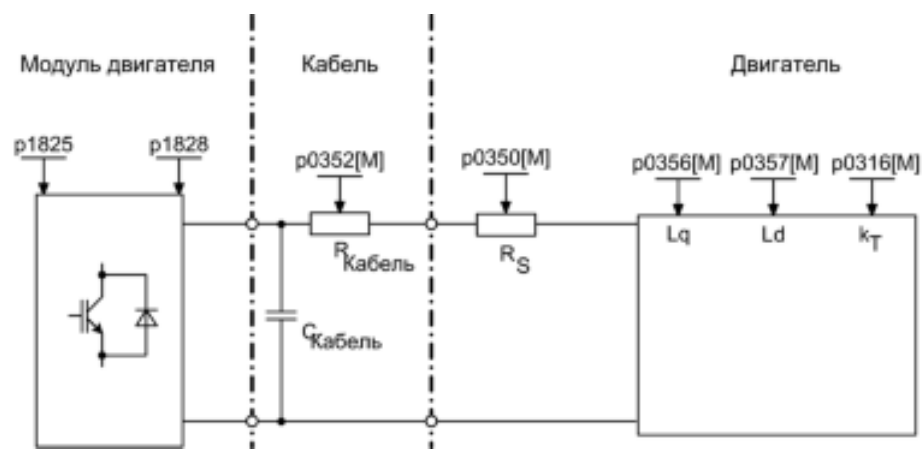 Модуль двигателя
Кабель
Двигатель
p1825
p1828
p0352[M]
p0350[M]
p0356[M]
p0357[M]
p0316[M]
RКабель
RS
Lq
Ld
kT
CКабель